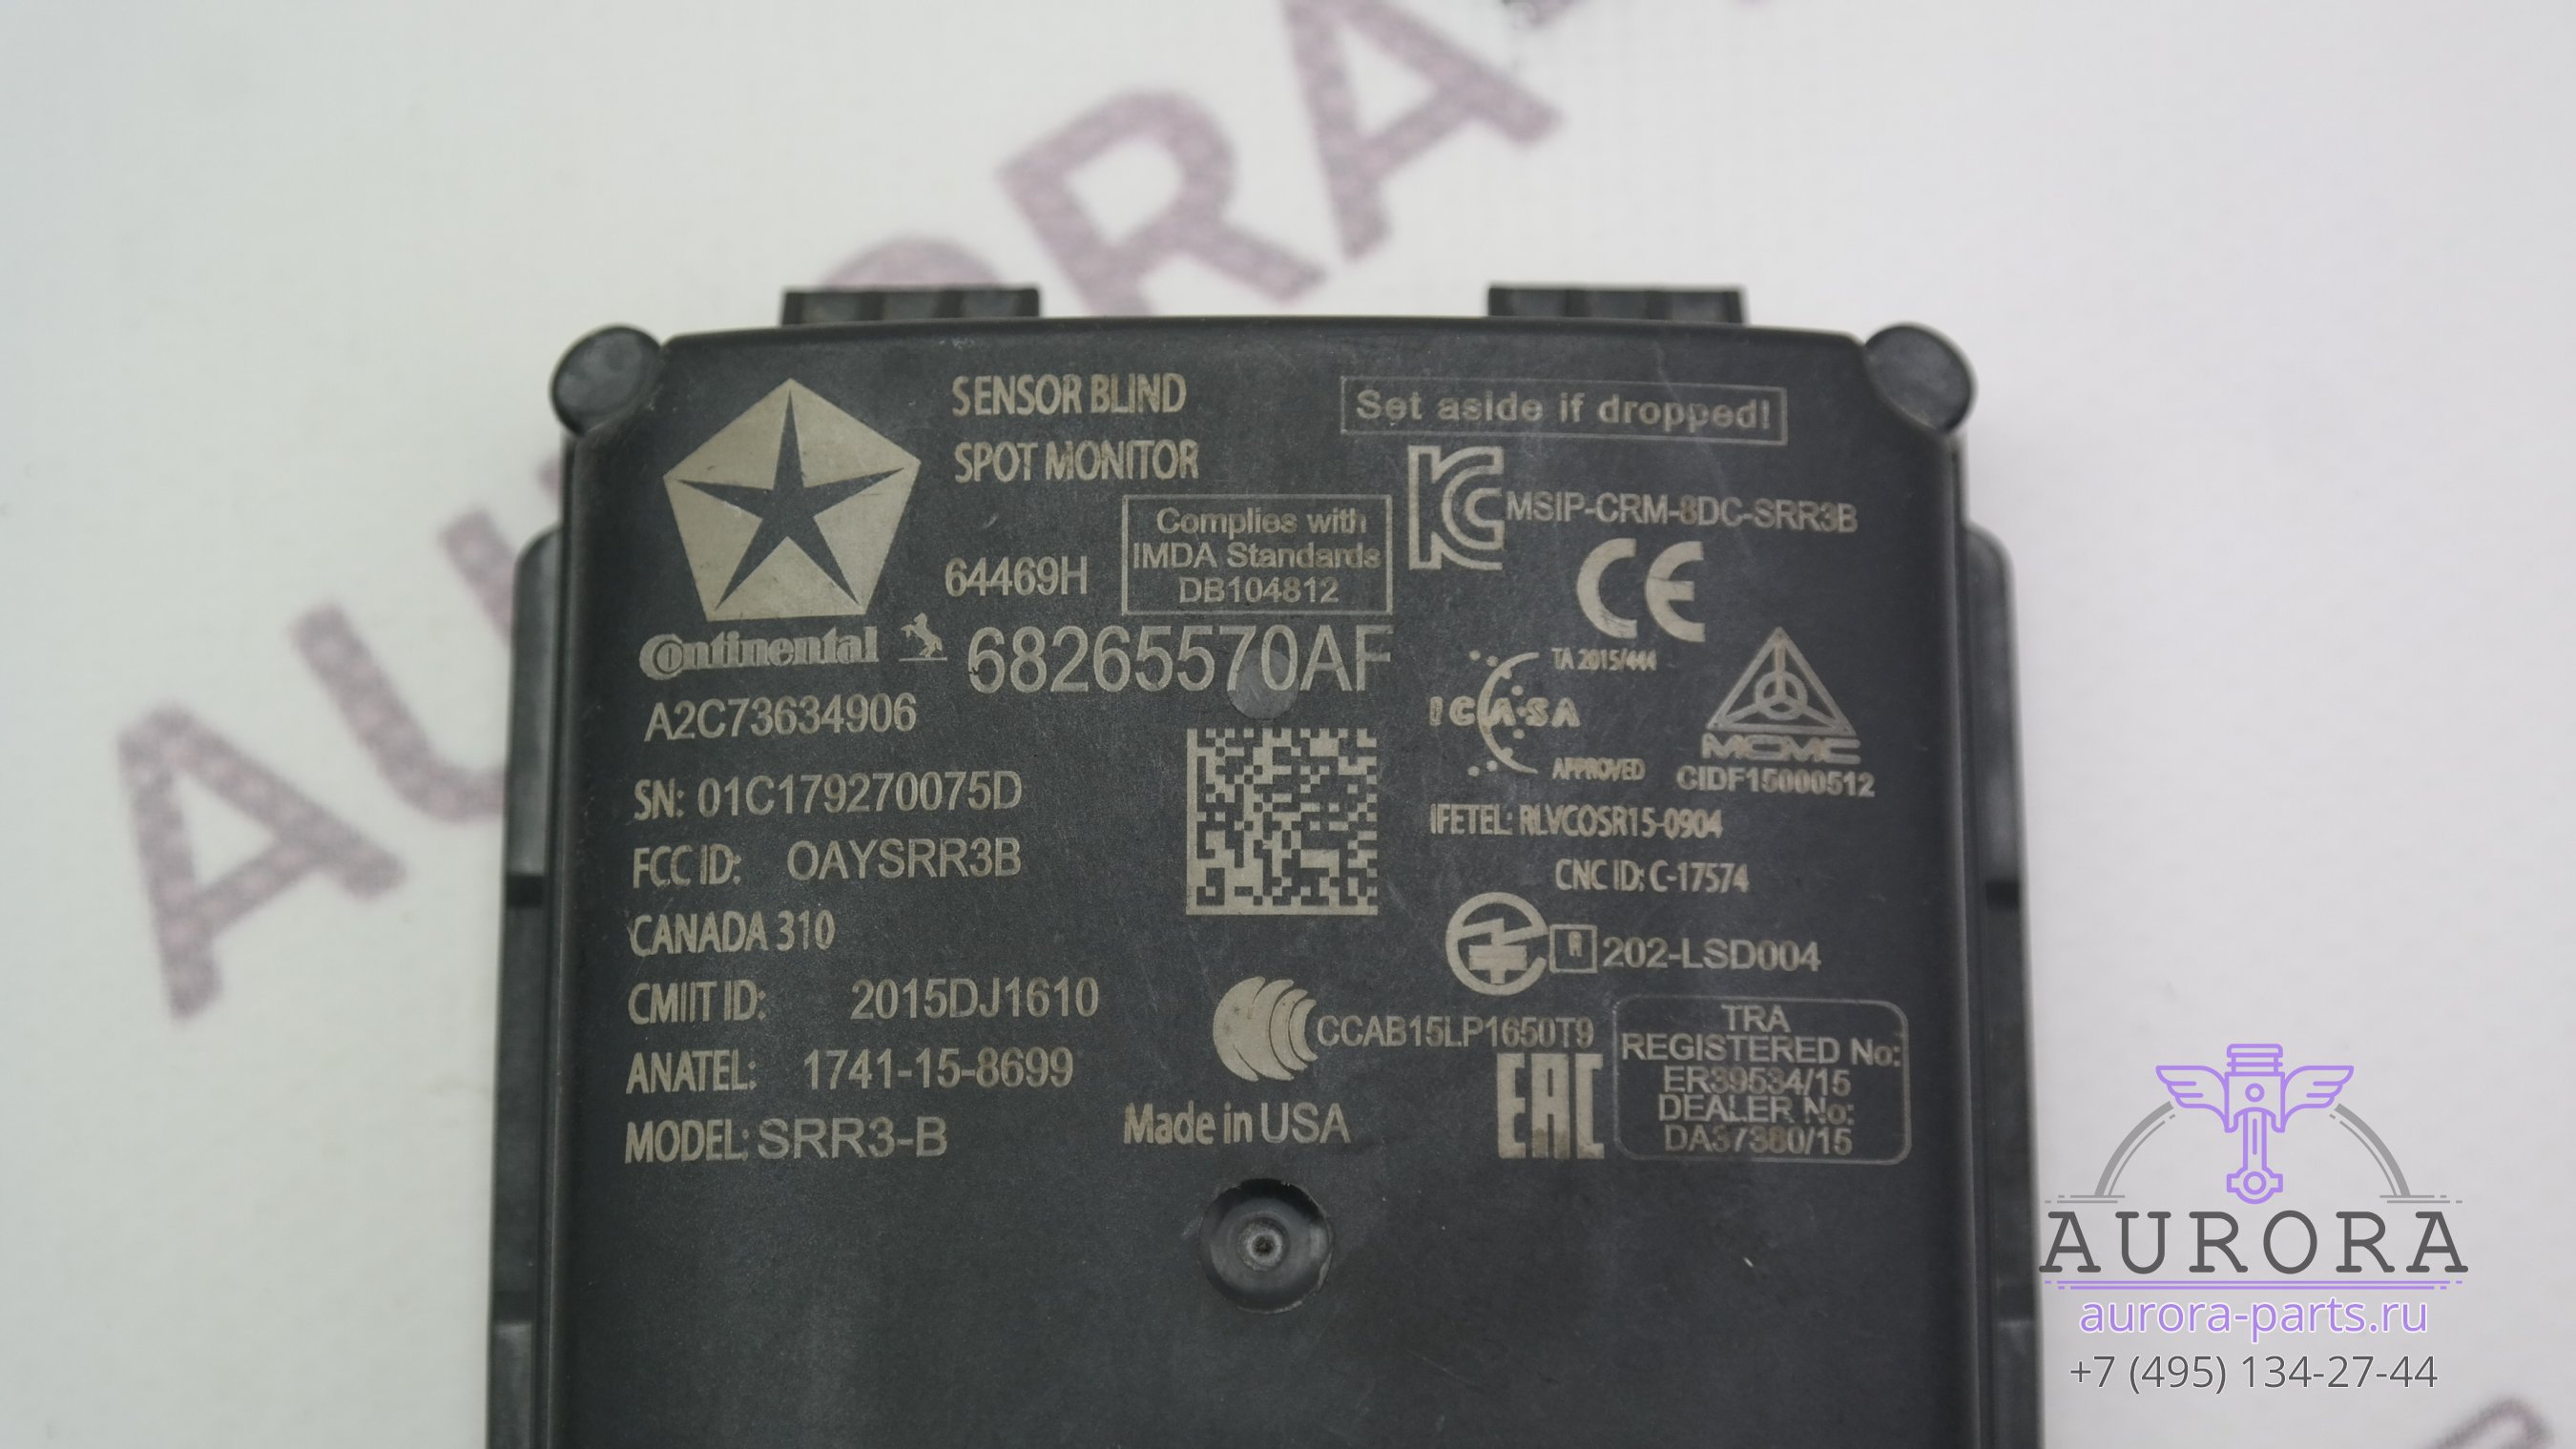 AURORA
SENSOR BLIND
SPOT MONITOR
Set aside if dropped!
MSIP-CRM-8DC-SRR3B
Complies with
IMDA Standards
DB104812
64469H
CE
Continental
68265570AF
A2C73634906
TA 2015/444
ICASA
APPROVED
MCMC
CIDF15000512
SN: 01C179270075D
IFETEL: RLVCOSR15-0904
FCC ID: OAYSRR3B
CNC ID: C-17574
CANADA 310
R 202-LSD004
CMIIT ID: 2015DJ1610
CCAB15LP1650T9
ANATEL: 1741-15-8699
EAC
TRA
REGISTERED No:
ER39534/15
DEALER No:
DA37380/15
MODEL: SRR3-B
Made in USA
AURORA
aurora-parts.ru
+7 (495) 134-27-44